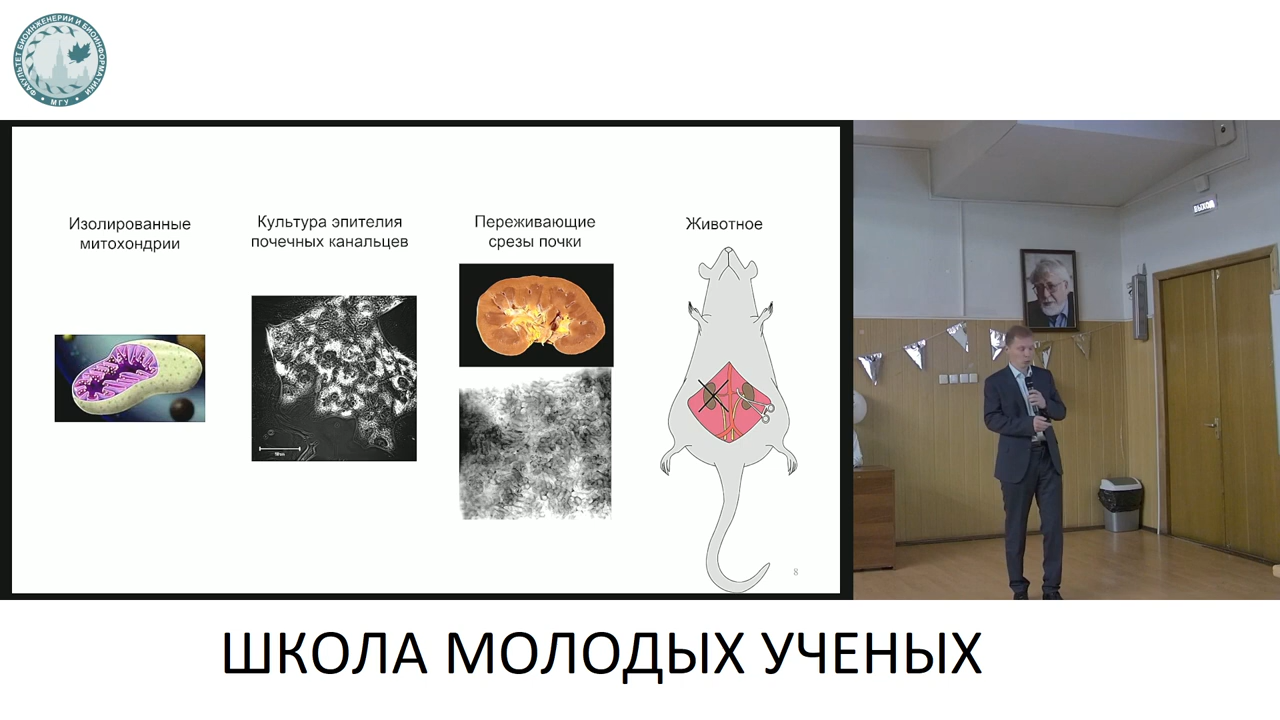 ФАКУЛЬТЕТ БИОИНЖЕНЕРИИ И БИОИНФОРМАТИКИ
• МГУ •
Изолированные
митохондрии
Культура эпителия
почечных канальцев
Переживающие
срезы почки
Животное
8
ВЫХОД
ШКОЛА МОЛОДЫХ УЧЕНЫХ